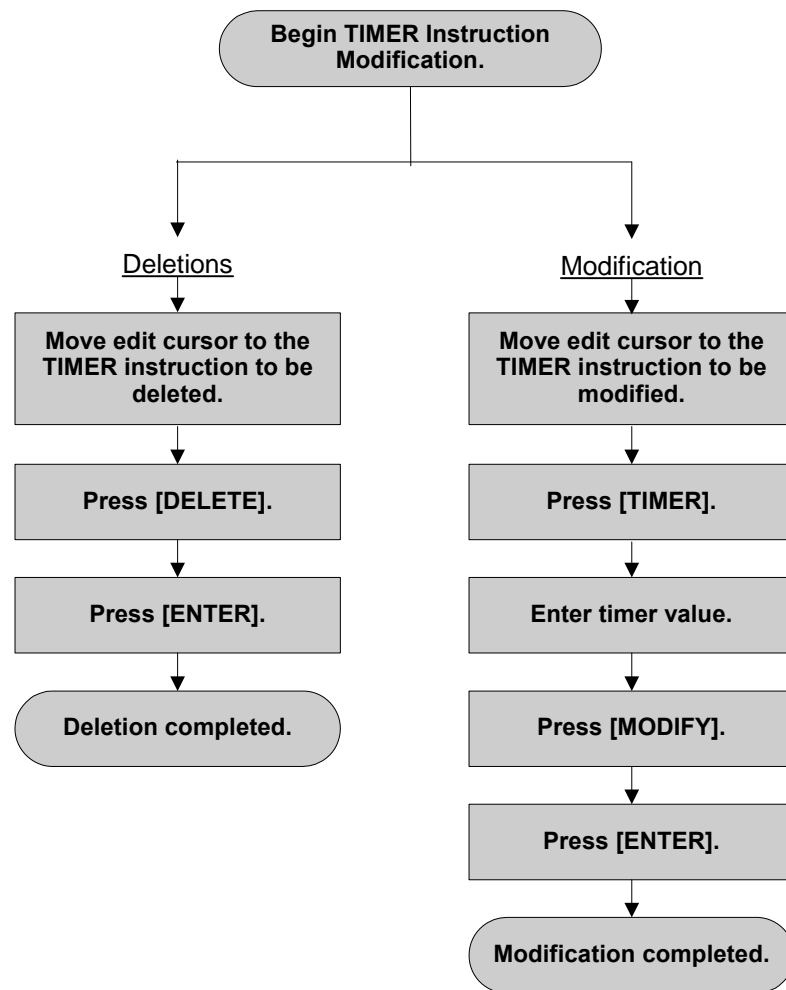 Begin TIMER Instruction
Modification.
Deletions
Move edit cursor to the
TIMER instruction to be
deleted.
Press [DELETE].
Press [ENTER].
Deletion completed.
Modification
Move edit cursor to the
TIMER instruction to be
modified.
Press [TIMER].
Enter timer value.
Press [MODIFY].
Press [ENTER].
Modification completed.